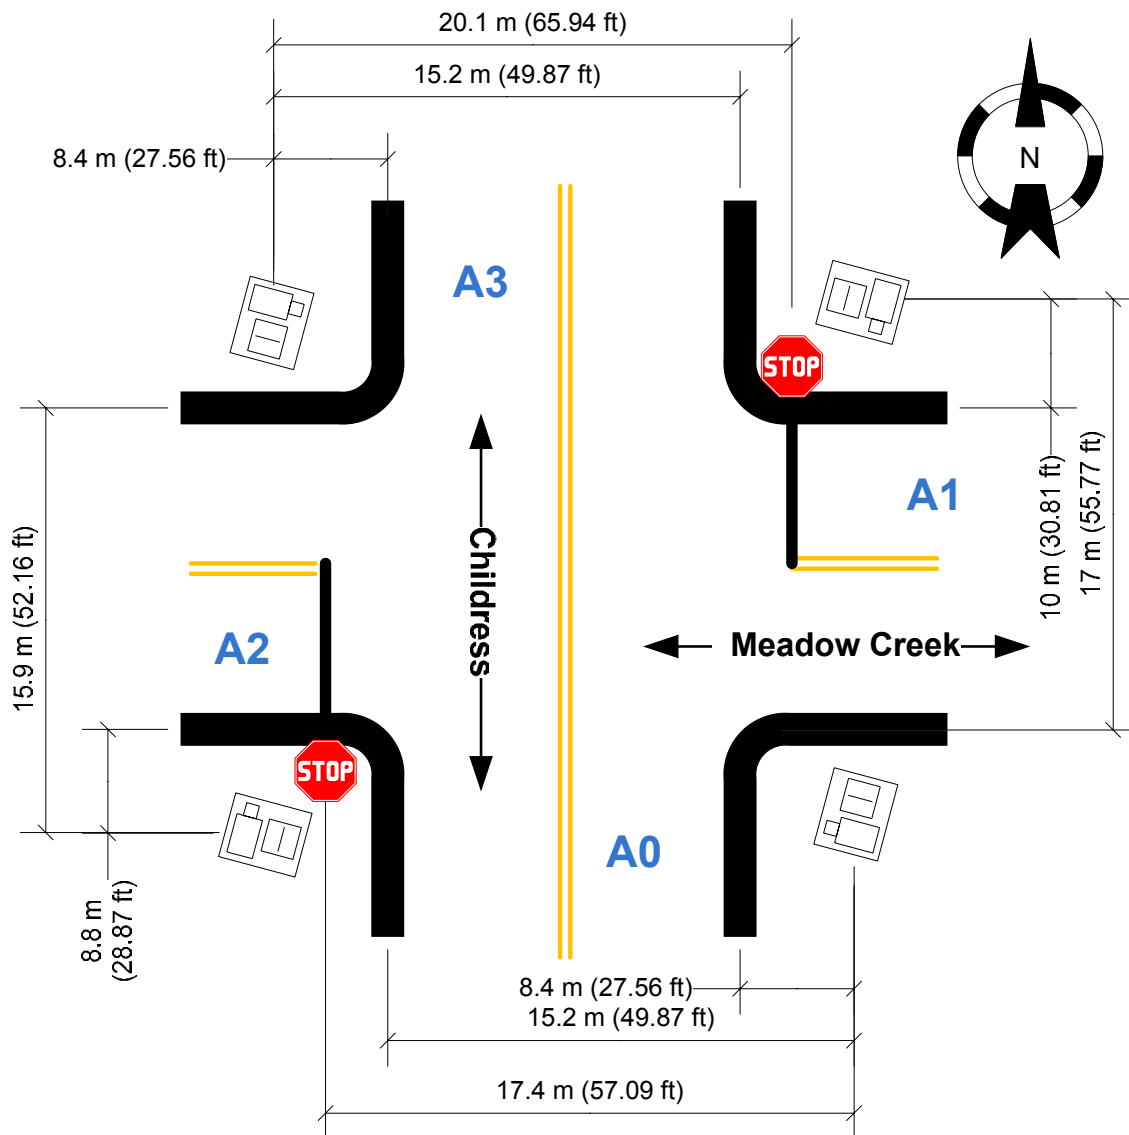 20.1 m (65.94 ft)
15.2 m (49.87 ft)
8.4 m (27.56 ft)
N
A3
STOP
A1
10 m (30.81 ft)
17 m (55.77 ft)
15.9 m (52.16 ft)
Childress
A2
Meadow Creek
STOP
A0
8.8 m
(28.87 ft)
8.4 m (27.56 ft)
15.2 m (49.87 ft)
17.4 m (57.09 ft)